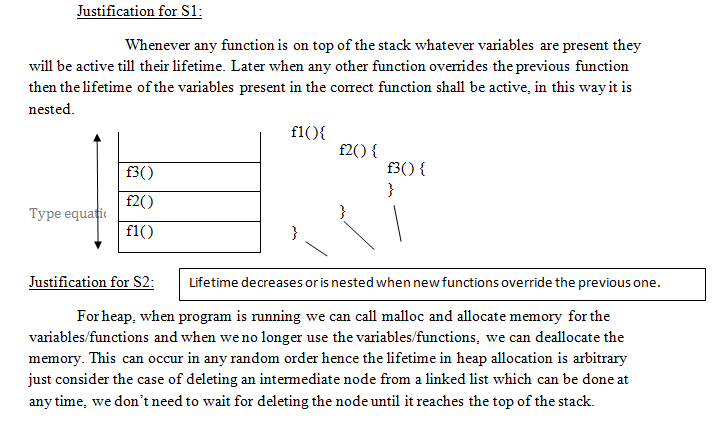 Justification for S1:
Whenever any function is on top of the stack whatever variables are present they
will be active till their lifetime. Later when any other function overrides the previous function
then the lifetime of the variables present in the correct function shall be active, in this way it is
nested.
f1(){
f2() {
f3() {
}
}
}
f3()
f2()
f1()
Type equatic
Justification for S2:
Lifetime decreases or is nested when new functions override the previous one.
For heap, when program is running we can call malloc and allocate memory for the
variables/functions and when we no longer use the variables/functions, we can deallocate the
memory. This can occur in any random order hence the lifetime in heap allocation is arbitrary
just consider the case of deleting an intermediate node from a linked list which can be done at
any time, we don't need to wait for deleting the node until it reaches the top of the stack.